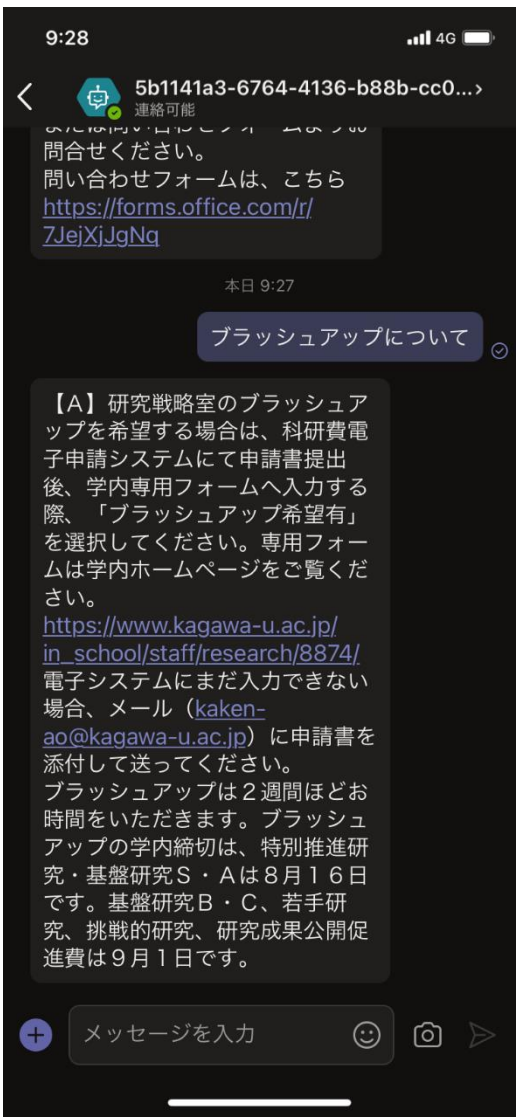 9:28
4G
5b1141a3-6764-4136-b88b-cc0...›
連絡可能
問合せください。
問い合わせフォームは、こちら
https://forms.office.com/r/
7JejXjJgNq
本日 9:27
ブラッシュアップについて
【A】研究戦略室のブラッシュア
ップを希望する場合は、科研費電
子申請システムにて申請書提出
後、学内専用フォームへ入力する
際、「ブラッシュアップ希望有」
を選択してください。専用フォー
ムは学内ホームページをご覧くだ
さい。
https://www.kagawa-u.ac.jp/
in_school/staff/research/8874/
電子システムにまだ入力できない
場合、メール（kaken-
ao@kagawa-u.ac.jp）に申請書を
添付して送ってください。
ブラッシュアップは２週間ほどお
時間をいただきます。ブラッシュ
アップの学内締切は、特別推進研
究・基盤研究Ｓ・Ａは８月１６日
です。基盤研究Ｂ・Ｃ、若手研
究、挑戦的研究、研究成果公開促
進費は９月１日です。
メッセージを入力